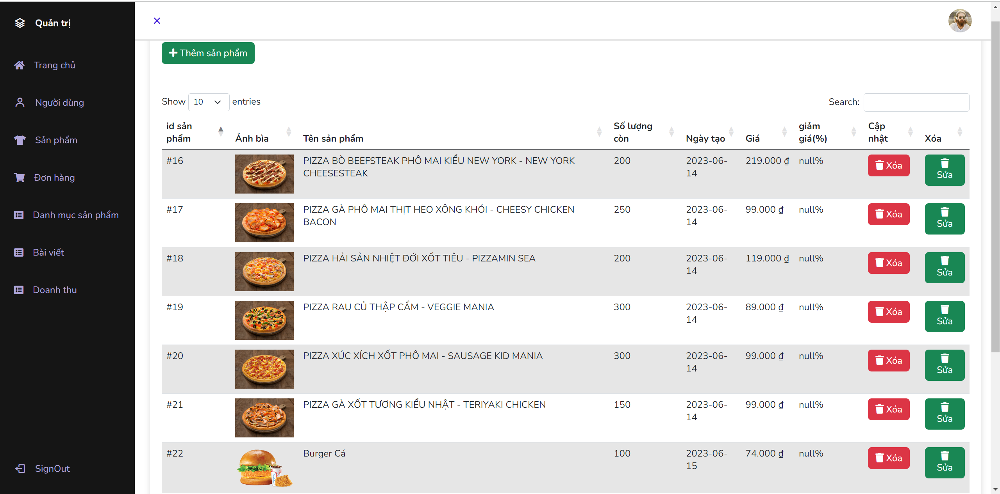 Quản trị
Trang chủ
Người dùng
Sản phẩm
Đơn hàng
Danh mục sản phẩm
Bài viết
Doanh thu
SignOut
Thêm sản phẩm
Show 10 entries
Search:
id sản phẩm Ảnh bìa Tên sản phẩm Số lượng còn Ngày tạo Giá giảm giá(%) Cập nhật Xóa
#16 PIZZA BÒ BEEFSTEAK PHÔ MAI KIỂU NEW YORK - NEW YORK 200 2023-06- 219.000 ₫ null% Xóa Sửa
CHEESESTEAK 14
#17 PIZZA GÀ PHÔ MAI THỊT HEO XÔNG KHÓI - CHEESY CHICKEN 250 2023-06- 99.000 ₫ null% Xóa Sửa
BACON 14
#18 PIZZA HẢI SẢN NHIỆT ĐỚI XỐT TIÊU - PIZZAMIN SEA 200 2023-06- 119.000 ₫ null% Xóa Sửa
14
#19 PIZZA RAU CỦ THẬP CẨM - VEGGIE MANIA 300 2023-06- 89.000 ₫ null% Xóa Sửa
14
#20 PIZZA XÚC XÍCH XỐT PHÔ MAI - SAUSAGE KID MANIA 300 2023-06- 99.000 ₫ null% Xóa Sửa
14
#21 PIZZA GÀ XỐT TƯƠNG KIỂU NHẬT - TERIYAKI CHICKEN 150 2023-06- 99.000 ₫ null% Xóa Sửa
14
#22 Burger Cá 100 2023-06- 74.000 ₫ null% Xóa Sửa
15